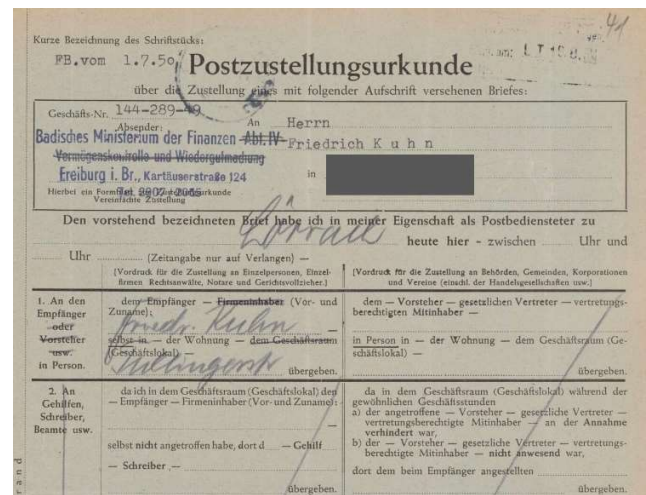 41
Kurze Bezeichnung des Schriftstücks:
FB.vom 1.7.50
Postzustellungsurkunde
über die Zustellung eines mit folgender Aufschrift versehenen Briefes:
Geschäfts-Nr. 144-289-49
Absender:
An Herrn
Badisches Ministerium der Finanzen - Abt. IV -
Friedrich Kuhn
Vermögenskontrolle und Wiedergutmachung
Freiburg i. Br., Kartäuserstraße 124
in
Hierbei ein Formblatt zur Zustellungsurkunde
Vereinfachte Zustellung
Den vorstehend bezeichneten Brief habe ich in meiner Eigenschaft als Postbediensteter zu
Lörrach heute hier - zwischen Uhr und
Uhr (Zeitangabe nur auf Verlangen) —
[Vordruck für die Zustellung an Einzelpersonen, Einzel-
firmen Rechtsanwälte, Notare und Gerichtsvollzieher.]
[Vordruck für die Zustellung an Behörden, Gemeinden, Korporationen
und Vereine (einschl. der Handelsgesellschaften usw.]
1. An den
Empfänger
oder
Vorsteher
usw.
in Person.
dem Empfänger — Firmeninhaber (Vor- und
Zuname):
Friedr. Kuhn —
selbst in — der Wohnung — dem Geschäftsraum
(Geschäftslokal) —
übergeben.
dem — Vorsteher — gesetzlichen Vertreter — vertretungs-
berechtigten Mitinhaber —
in Person in — der Wohnung — dem Geschäftsraum (Ge-
schäftslokal) —
übergeben.
2. An
Gehilfen,
Schreiber,
Beamte usw.
da ich in dem Geschäftsraum (Geschäftslokal) den
— Empfänger — Firmeninhaber (Vor- und Zuname):
selbst nicht angetroffen habe, dort d — Gehilf
— Schreiber —
übergeben.
da in dem Geschäftsraum (Geschäftslokal) während der
gewöhnlichen Geschäftsstunden
a) der angetroffene — Vorsteher — gesetzliche Vertreter —
vertretungsberechtigte Mitinhaber — an der Annahme
verhindert war,
b) der — Vorsteher — gesetzliche Vertreter — vertretungs-
berechtigte Mitinhaber — nicht anwesend war,
dort dem beim Empfänger angestellten
übergeben.